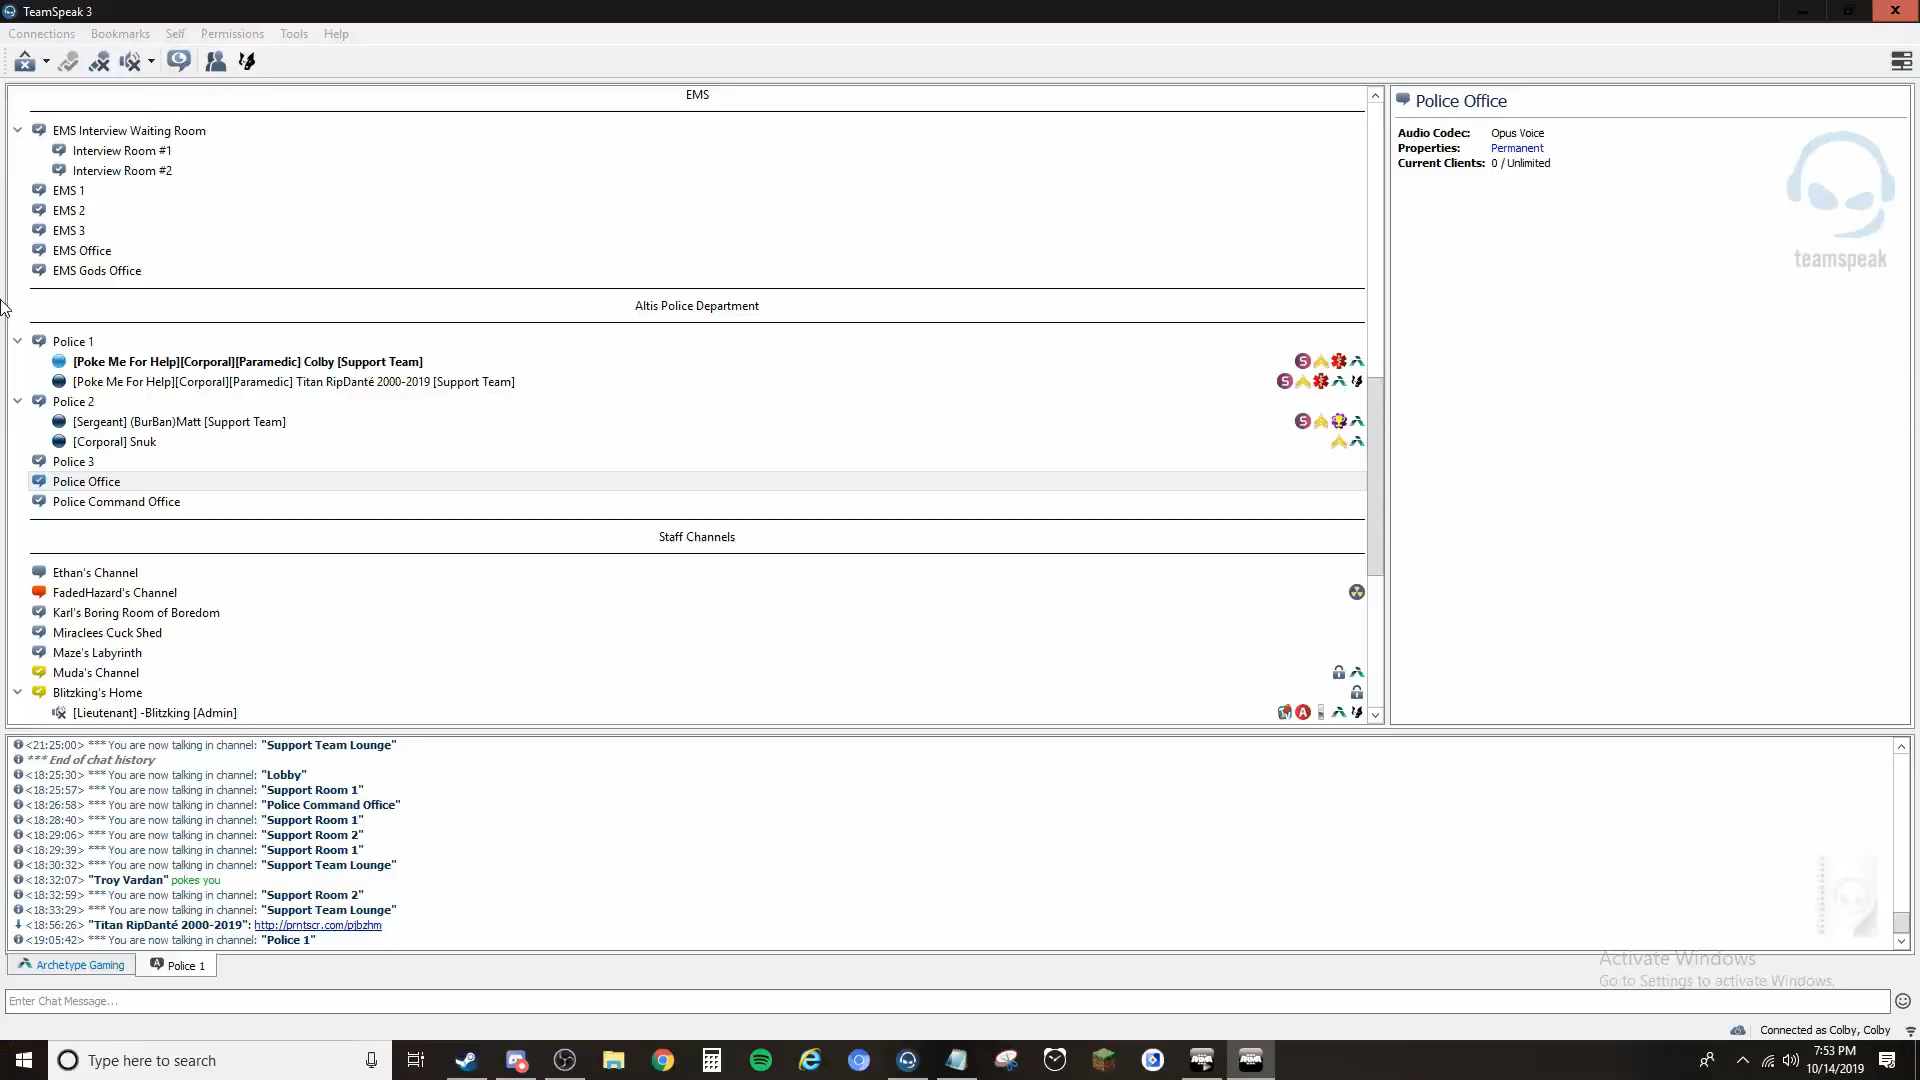 TeamSpeak 3
Connections Bookmarks Self Permissions Tools Help
EMS
EMS Interview Waiting Room
Interview Room #1
Interview Room #2
EMS 1
EMS 2
EMS 3
EMS Office
EMS Gods Office
Altis Police Department
Police 1
[Poke Me For Help][Corporal][Paramedic] Colby [Support Team]
[Poke Me For Help][Corporal][Paramedic] Titan RipDanté 2000-2019 [Support Team]
Police 2
[Sergeant] (BurBan)Matt [Support Team]
[Corporal] Snuk
Police 3
Police Office
Police Command Office
Staff Channels
Ethan's Channel
FadedHazard's Channel
Karl's Boring Room of Boredom
Miraclees Cuck Shed
Maze's Labyrinth
Muda's Channel
Blitzking's Home
[Lieutenant] -Blitzking [Admin]
Police Office
Audio Codec: Opus Voice
Properties: Permanent
Current Clients: 0 / Unlimited
teamspeak
<21:25:00> *** You are now talking in channel: "Support Team Lounge"
*** End of chat history
<18:25:30> *** You are now talking in channel: "Lobby"
<18:25:57> *** You are now talking in channel: "Support Room 1"
<18:26:58> *** You are now talking in channel: "Police Command Office"
<18:28:40> *** You are now talking in channel: "Support Room 1"
<18:29:06> *** You are now talking in channel: "Support Room 2"
<18:29:39> *** You are now talking in channel: "Support Room 1"
<18:30:32> *** You are now talking in channel: "Support Team Lounge"
<18:32:07> "Troy Vardan" pokes you
<18:32:59> *** You are now talking in channel: "Support Room 2"
<18:33:29> *** You are now talking in channel: "Support Team Lounge"
<18:56:26> "Titan RipDanté 2000-2019": http://prntscr.com/pjbzhm
<19:05:42> *** You are now talking in channel: "Police 1"
Archetype Gaming
Police 1
Activate Windows
Go to Settings to activate Windows.
Enter Chat Message...
Connected as Colby, Colby
Type here to search
7:53 PM
10/14/2019